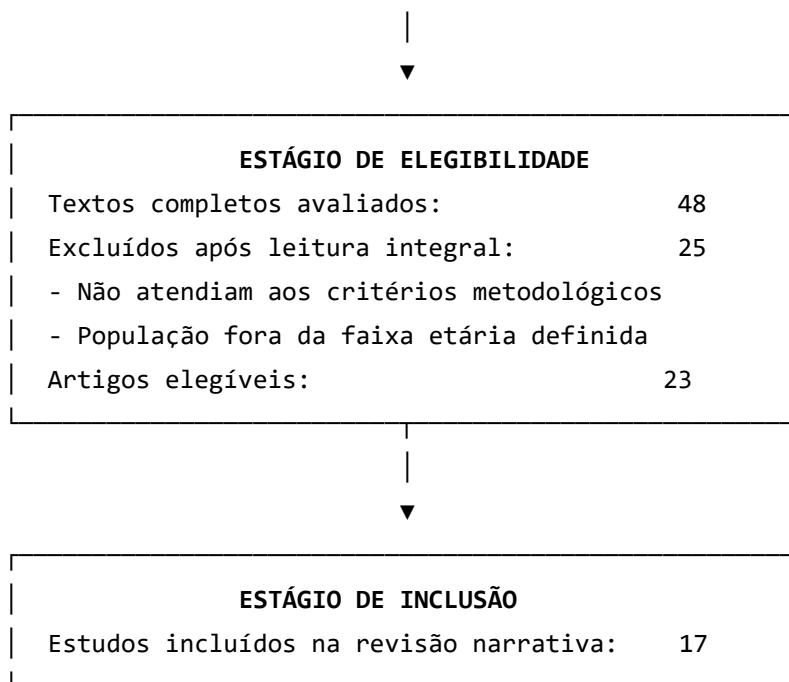 ESTÁGIO DE ELEGIBILIDADE
Textos completos avaliados: 48
Excluídos após leitura integral: 25
- Não atendiam aos critérios metodológicos
- População fora da faixa etária definida
Artigos elegíveis: 23
ESTÁGIO DE INCLUSÃO
Estudos incluídos na revisão narrativa: 17